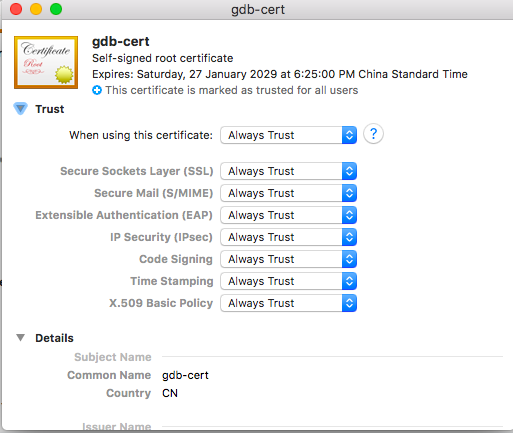 gdb-cert
Certificate
Root
gdb-cert
Self-signed root certificate
Expires: Saturday, 27 January 2029 at 6:25:00 PM China Standard Time
This certificate is marked as trusted for all users
Trust
When using this certificate: Always Trust ?
Secure Sockets Layer (SSL) Always Trust
Secure Mail (S/MIME) Always Trust
Extensible Authentication (EAP) Always Trust
IP Security (IPsec) Always Trust
Code Signing Always Trust
Time Stamping Always Trust
X.509 Basic Policy Always Trust
Details
Subject Name
Common Name gdb-cert
Country CN
Issuer Name